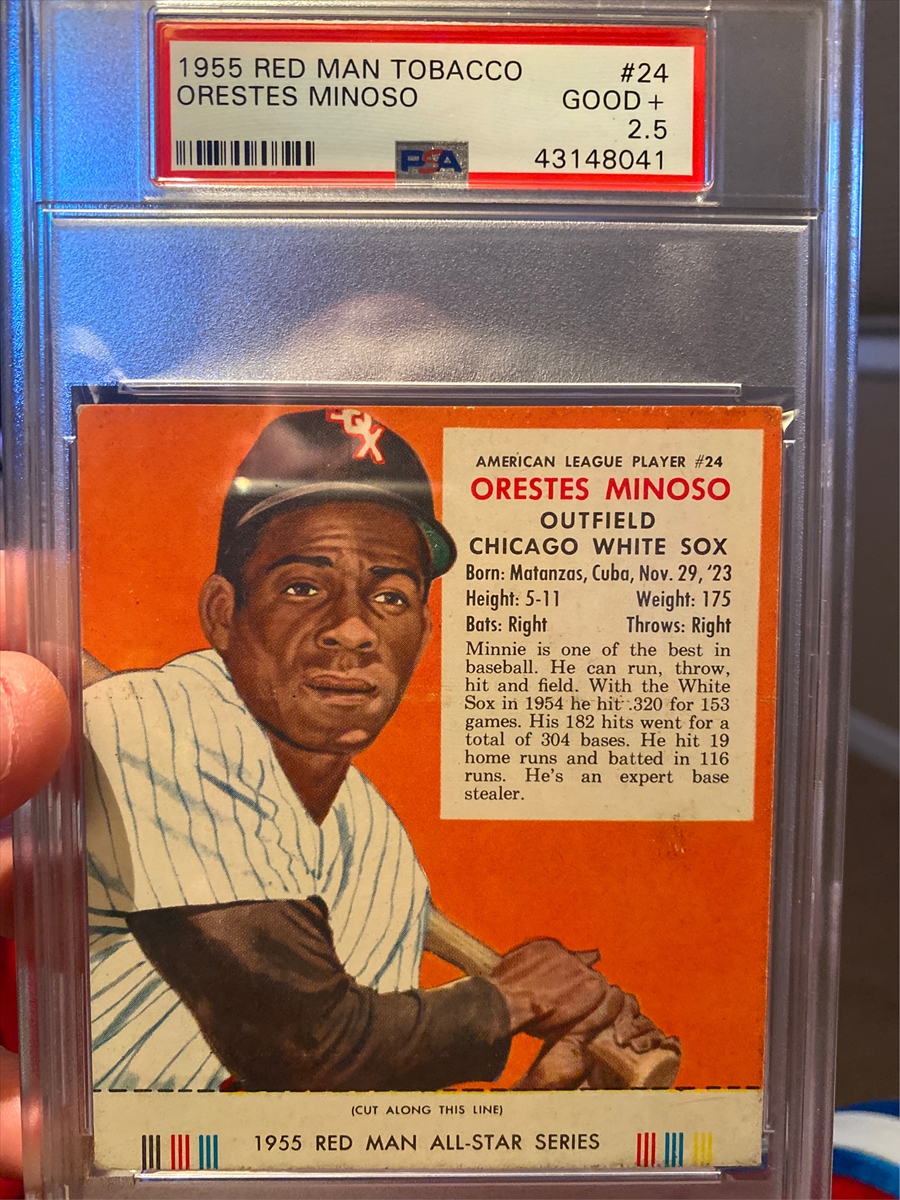 1955 RED MAN TOBACCO #24
ORESTES MINOSO GOOD +
2.5
PSA 43148041
SOX
AMERICAN LEAGUE PLAYER #24
ORESTES MINOSO
OUTFIELD
CHICAGO WHITE SOX
Born: Matanzas, Cuba, Nov. 29, '23
Height: 5-11 Weight: 175
Bats: Right Throws: Right
Minnie is one of the best in
baseball. He can run, throw,
hit and field. With the White
Sox in 1954 he hit .320 for 153
games. His 182 hits went for a
total of 304 bases. He hit 19
home runs and batted in 116
runs. He's an expert base
stealer.
(CUT ALONG THIS LINE)
1955 RED MAN ALL-STAR SERIES